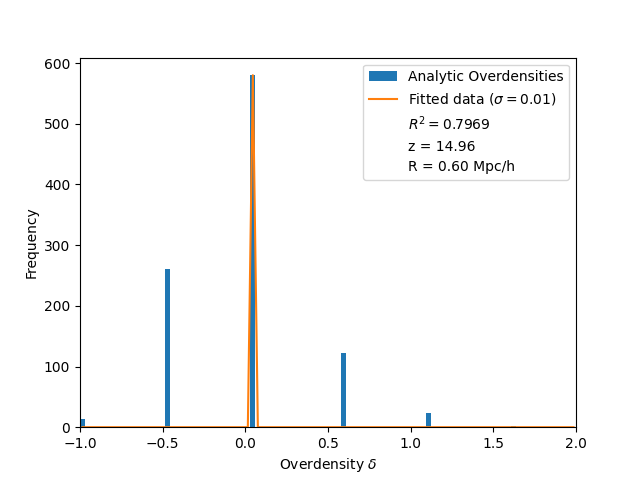 600
500
400
300
200
100
0
Frequency
Analytic Overdensities
Fitted data (σ = 0.01)
R² = 0.7969
z = 14.96
R = 0.60 Mpc/h
−1.0 −0.5 0.0 0.5 1.0 1.5 2.0
Overdensity δ